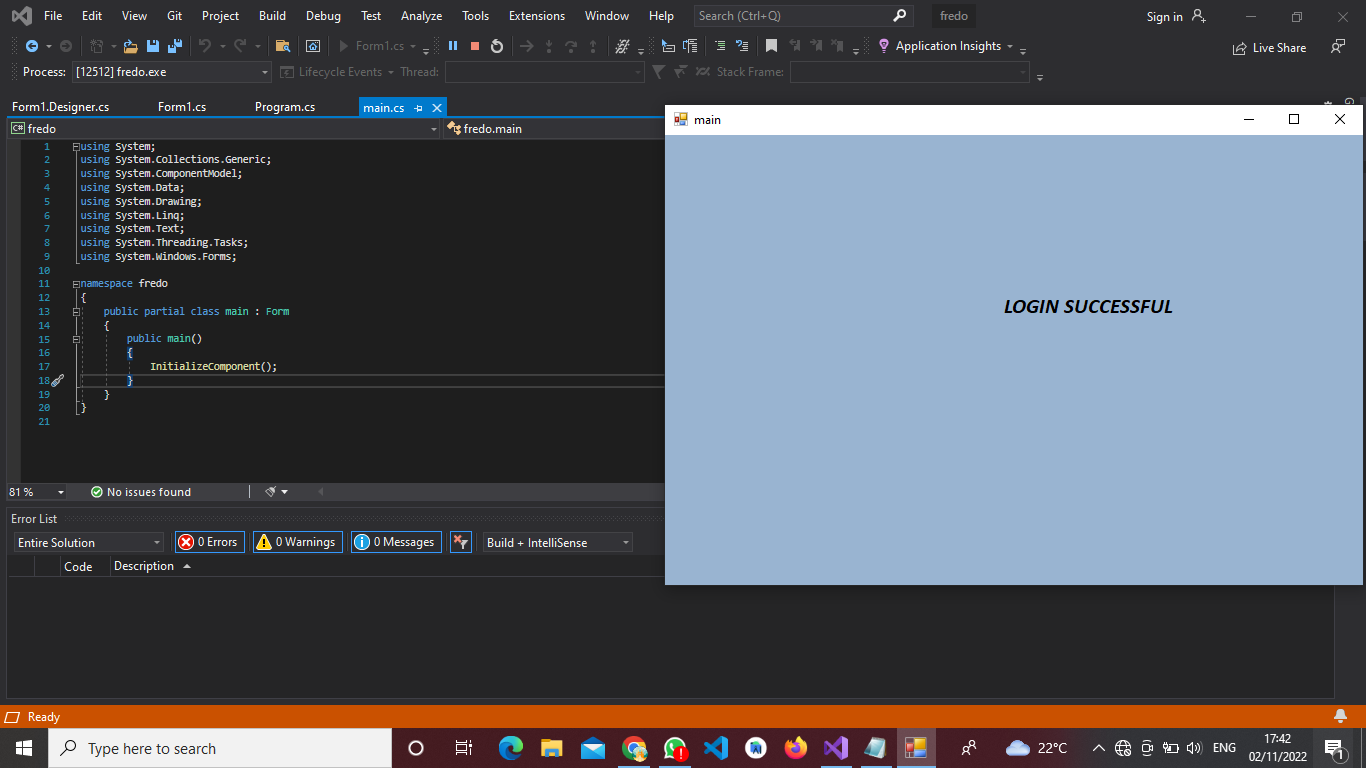 File Edit View Git Project Build Debug Test Analyze Tools Extensions Window Help Search (Ctrl+Q) fredo Sign in
Form1.cs Application Insights Live Share
Process: [12512] fredo.exe Lifecycle Events Thread: Stack Frame:
Form1.Designer.cs Form1.cs Program.cs main.cs
C# fredo fredo.main
main
1 using System;
2 using System.Collections.Generic;
3 using System.ComponentModel;
4 using System.Data;
5 using System.Drawing;
6 using System.Linq;
7 using System.Text;
8 using System.Threading.Tasks;
9 using System.Windows.Forms;
10
11 namespace fredo
12 {
13 public partial class main : Form
14 {
15 public main()
16 {
17 InitializeComponent();
18 }
19 }
20 }
21
LOGIN SUCCESSFUL
81 % No issues found
Error List
Entire Solution 0 Errors 0 Warnings 0 Messages Build + IntelliSense
Code Description
Ready
Type here to search 22°C ENG 17:42 02/11/2022 1